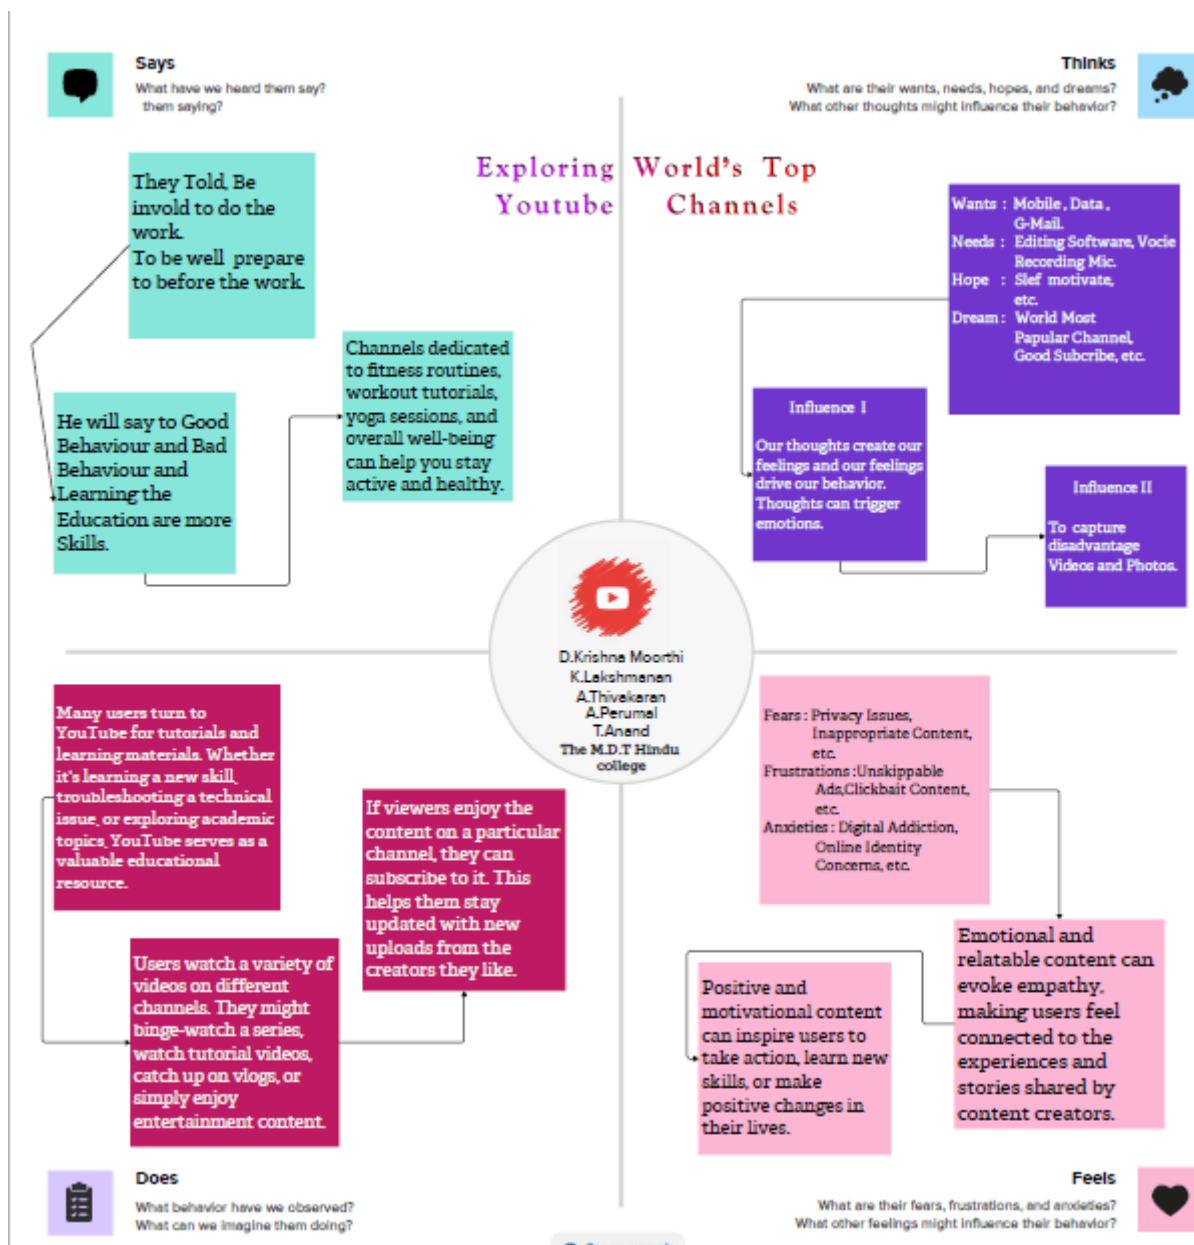 Says
What have we heard them say?
them saying?
Thinks
What are their wants, needs, hopes, and dreams?
What other thoughts might influence their behavior?
Exploring World's Top
Youtube Channels
They Told, Be
invold to do the
work.
To be well prepare
to before the work.
He will say to Good
Behaviour and Bad
Behaviour and
Learning the
Education are more
Skills.
Channels dedicated
to fitness routines,
workout tutorials,
yoga sessions, and
overall well-being
can help you stay
active and healthy.
Wants : Mobile , Data ,
G-Mail.
Needs : Editing Software, Vocie
Recording Mic.
Hope : Slef motivate,
etc.
Dream : World Most
Papular Channel,
Good Subcribe, etc.
Influence I
Our thoughts create our
feelings and our feelings
drive our behavior.
Thoughts can trigger
emotions.
Influence II
To capture
disadvantage
Videos and Photos.
D.Krishna Moorthi
K.Lakshmanan
A.Thivakaran
A.Perumal
T.Anand
The M.D.T Hindu
college
Many users turn to
YouTube for tutorials and
learning materials. Whether
it's learning a new skill,
troubleshooting a technical
issue, or exploring academic
topics, YouTube serves as a
valuable educational
resource.
Users watch a variety of
videos on different
channels. They might
binge-watch a series,
watch tutorial videos,
catch up on vlogs, or
simply enjoy
entertainment content.
If viewers enjoy the
content on a particular
channel, they can
subscribe to it. This
helps them stay
updated with new
uploads from the
creators they like.
Fears : Privacy Issues,
Inappropriate Content,
etc.
Frustrations :Unskippable
Ads,Clickbait Content,
etc.
Anxieties : Digital Addiction,
Online Identity
Concerns, etc.
Emotional and
relatable content can
evoke empathy,
making users feel
connected to the
experiences and
stories shared by
content creators.
Positive and
motivational content
can inspire users to
take action, learn new
skills, or make
positive changes in
their lives.
Does
What behavior have we observed?
What can we imagine them doing?
Feels
What are their fears, frustrations, and anxieties?
What other feelings might influence their behavior?